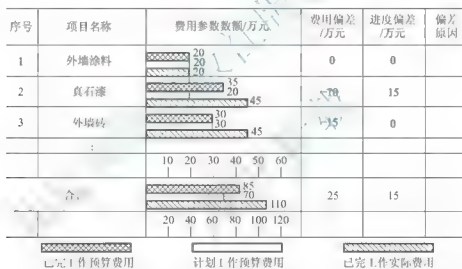 序号 项目名称 费用参数数额/万元 费用偏差/万元 进度偏差/万元 偏差原因
1 外墙涂料 20 20 20 0 0
2 真石漆 35 20 45 -10 15
3 外墙砖 30 30 45 -15 0
:
10 20 30 40 50 60
合 85 70 110 25 15
20 40 60 80 100 120
已完工作预算费用 计划工作预算费用 已完工作实际费用